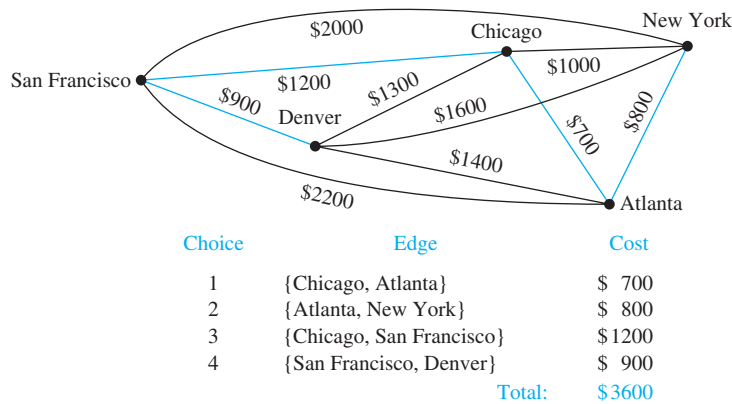 New York
$2000
Chicago
San Francisco
$1200
$1300
$1000
$900
Denver
$1600
$800
$700
$1400
$2200
Atlanta
Choice Edge Cost
1 {Chicago, Atlanta} $ 700
2 {Atlanta, New York} $ 800
3 {Chicago, San Francisco} $1200
4 {San Francisco, Denver} $ 900
Total: $3600